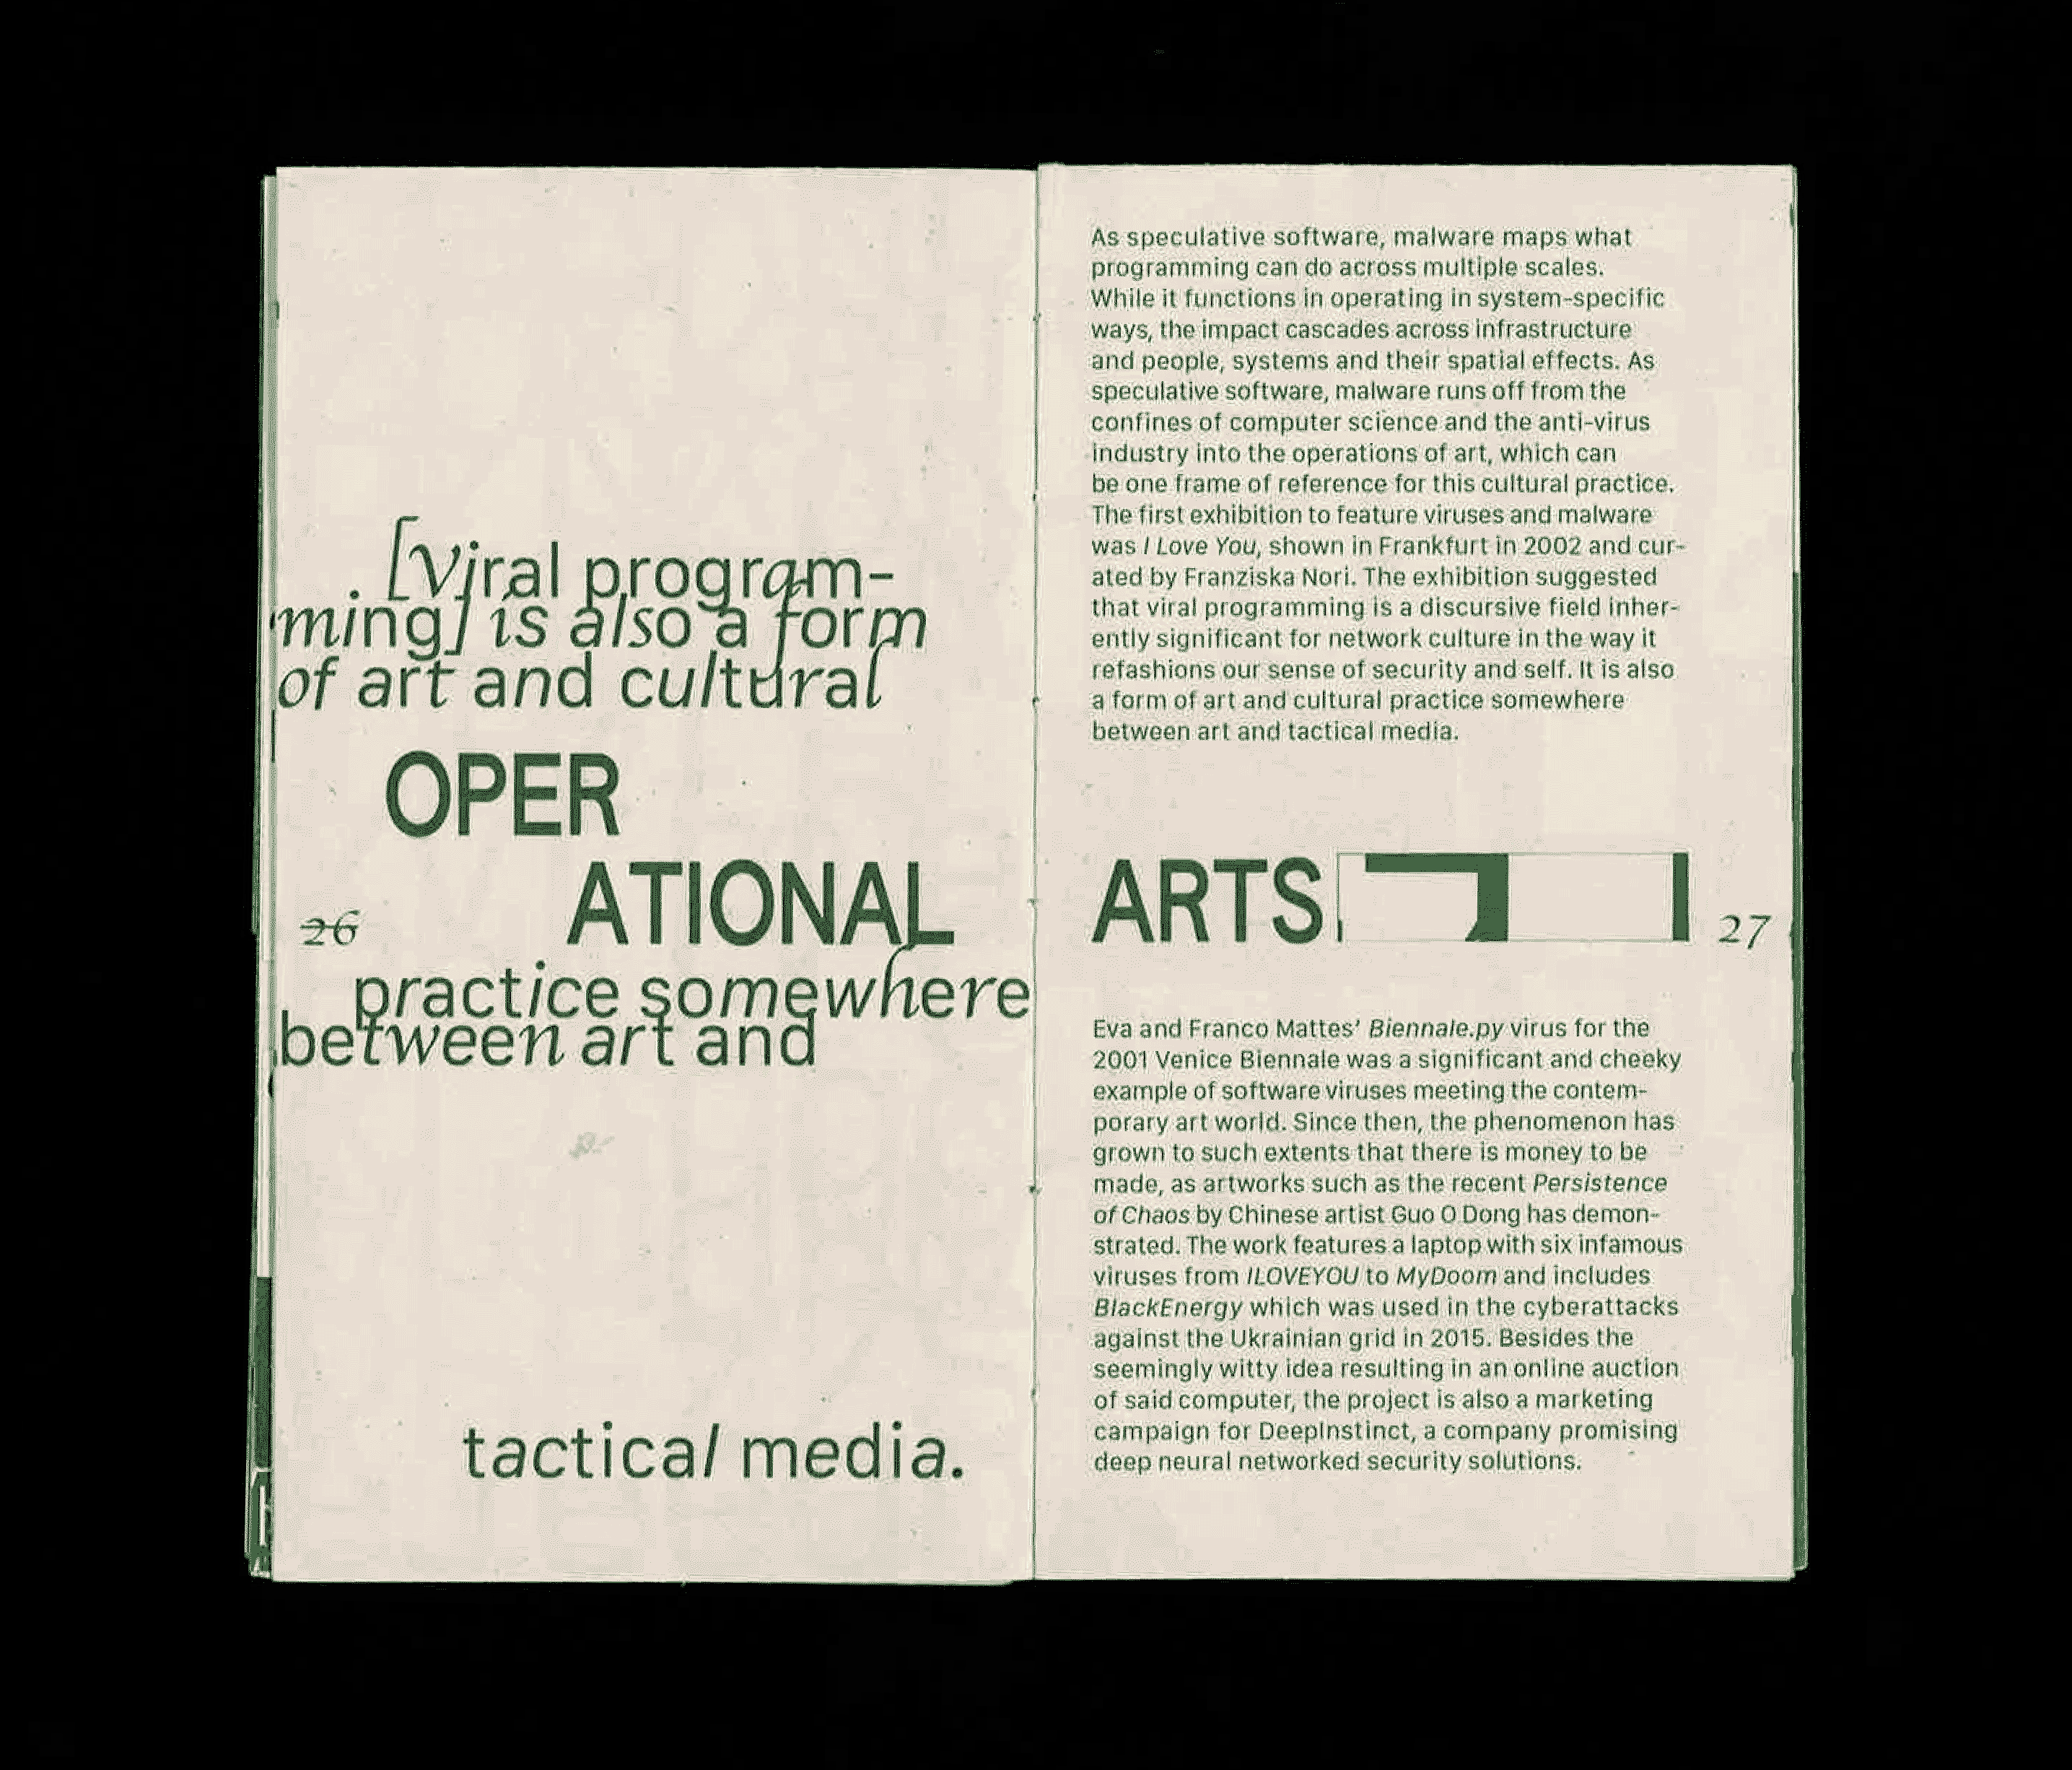 [Viral program-
ming] is also a form
of art and cultural
OPER
ATIONAL
26
practice somewhere
between art and
tactical media.
As speculative software, malware maps what
programming can do across multiple scales.
While it functions in operating in system-specific
ways, the impact cascades across infrastructure
and people, systems and their spatial effects. As
speculative software, malware runs off from the
confines of computer science and the anti-virus
industry into the operations of art, which can
be one frame of reference for this cultural practice.
The first exhibition to feature viruses and malware
was I Love You, shown in Frankfurt in 2002 and cur-
ated by Franziska Nori. The exhibition suggested
that viral programming is a discursive field inher-
ently significant for network culture in the way it
refashions our sense of security and self. It is also
a form of art and cultural practice somewhere
between art and tactical media.
ARTS
27
Eva and Franco Mattes’ Biennale.py virus for the
2001 Venice Biennale was a significant and cheeky
example of software viruses meeting the contem-
porary art world. Since then, the phenomenon has
grown to such extents that there is money to be
made, as artworks such as the recent Persistence
of Chaos by Chinese artist Guo O Dong has demon-
strated. The work features a laptop with six infamous
viruses from ILOVEYOU to MyDoom and includes
BlackEnergy which was used in the cyberattacks
against the Ukrainian grid in 2015. Besides the
seemingly witty idea resulting in an online auction
of said computer, the project is also a marketing
campaign for DeepInstinct, a company promising
deep neural networked security solutions.